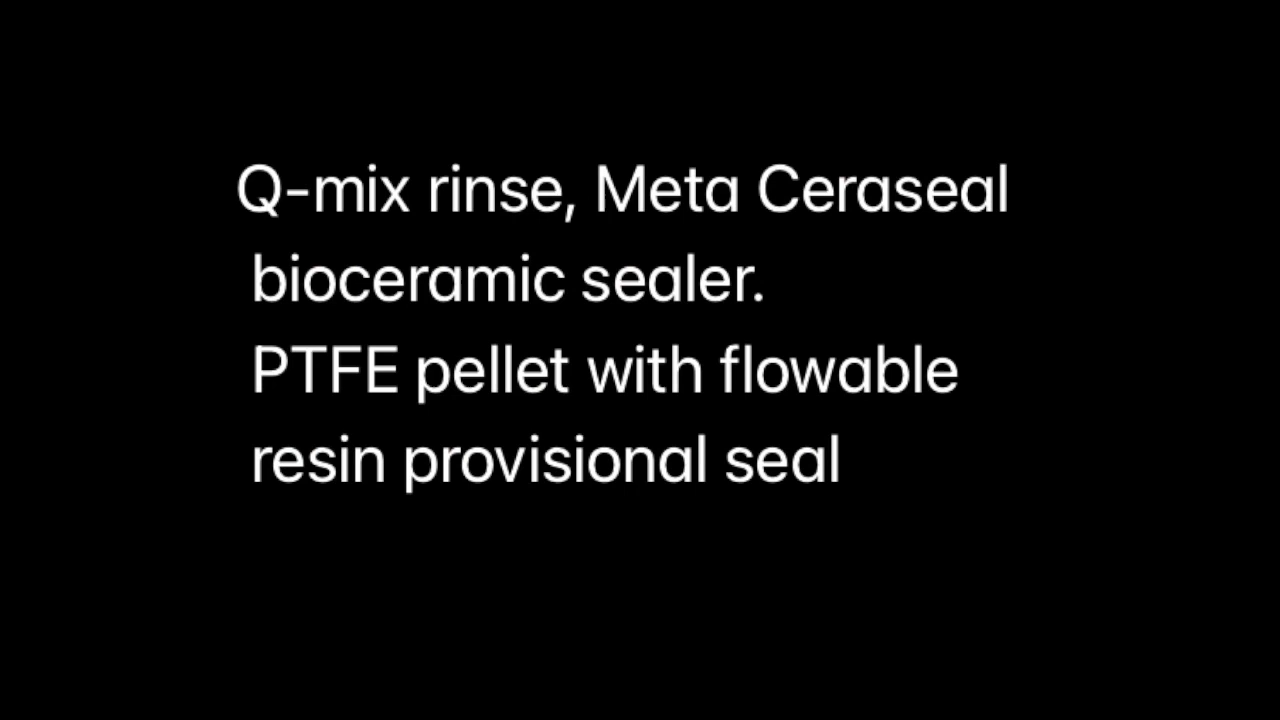 Q-mix rinse, Meta Ceraseal
bioceramic sealer.
PTFE pellet with flowable
resin provisional seal